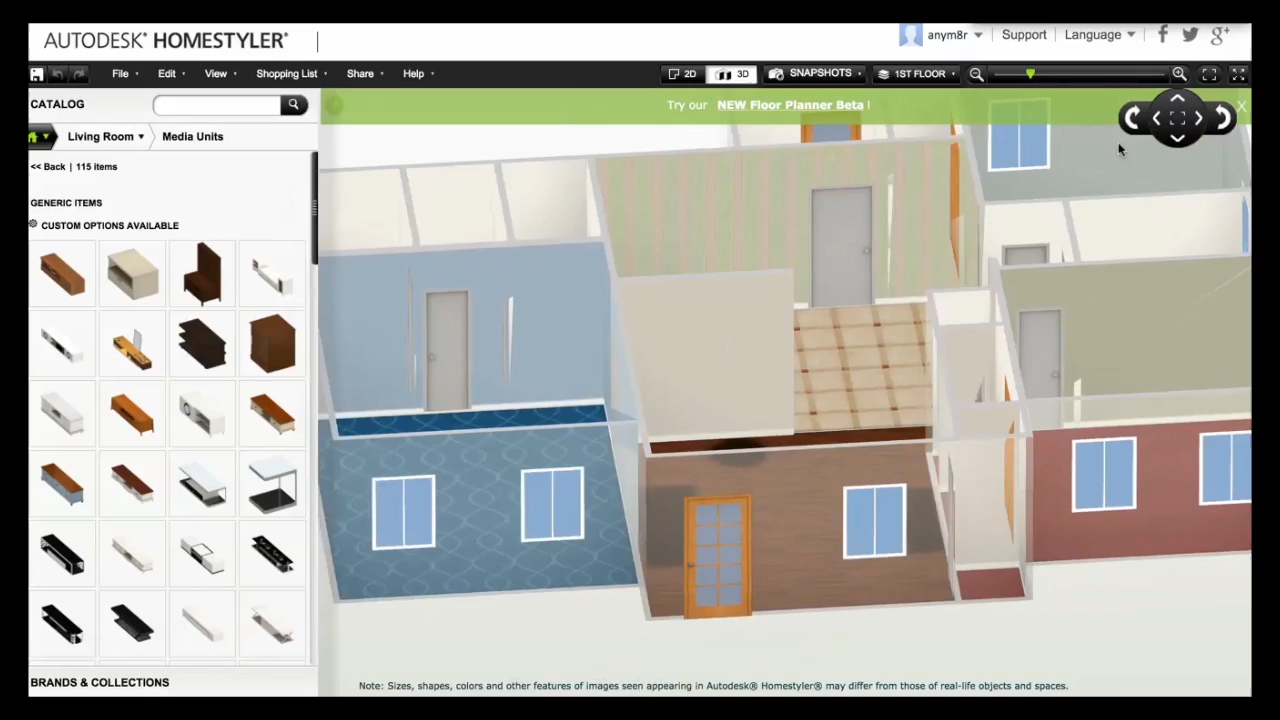 AUTODESK® HOMESTYLER®
anym8r
Support
Language
File Edit View Shopping List Share Help
2D 3D SNAPSHOTS 1ST FLOOR
CATALOG
Try our NEW Floor Planner Beta !
Living Room Media Units
<< Back | 115 items
GENERIC ITEMS
CUSTOM OPTIONS AVAILABLE
BRANDS & COLLECTIONS
Note: Sizes, shapes, colors and other features of images seen appearing in Autodesk® Homestyler® may differ from those of real-life objects and spaces.